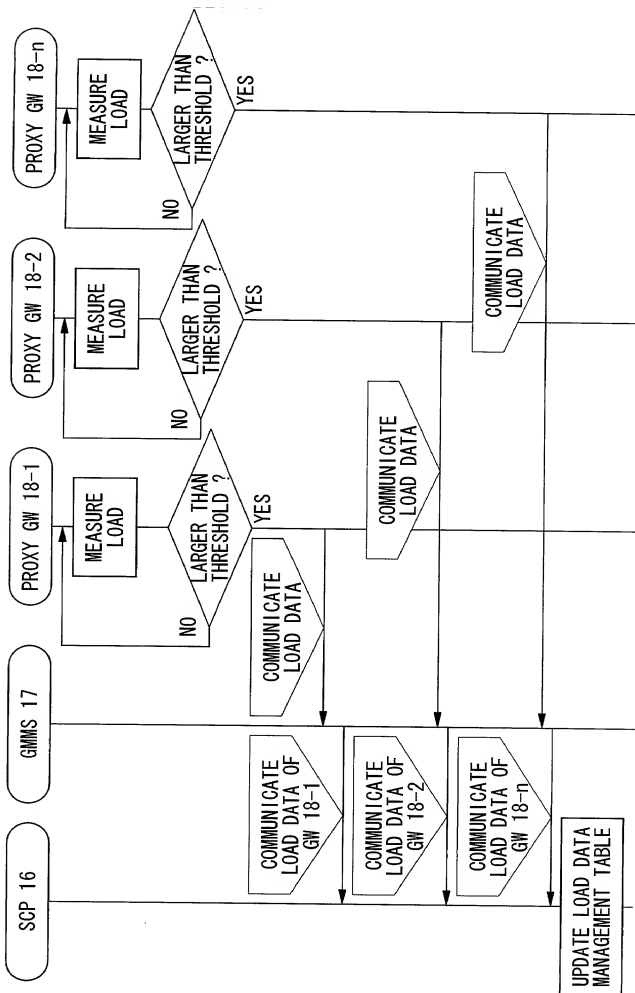 SCP 16
GMMS 17
PROXY GW 18-1
PROXY GW 18-2
PROXY GW 18-n
MEASURE
LOAD
MEASURE
LOAD
MEASURE
LOAD
LARGER THAN
THRESHOLD ?
LARGER THAN
THRESHOLD ?
LARGER THAN
THRESHOLD ?
NO
NO
NO
YES
YES
YES
COMMUNICATE
LOAD DATA
COMMUNICATE
LOAD DATA OF
GW 18-1
COMMUNICATE
LOAD DATA
COMMUNICATE
LOAD DATA OF
GW 18-2
COMMUNICATE
LOAD DATA
COMMUNICATE
LOAD DATA OF
GW 18-n
UPDATE LOAD DATA
MANAGEMENT TABLE